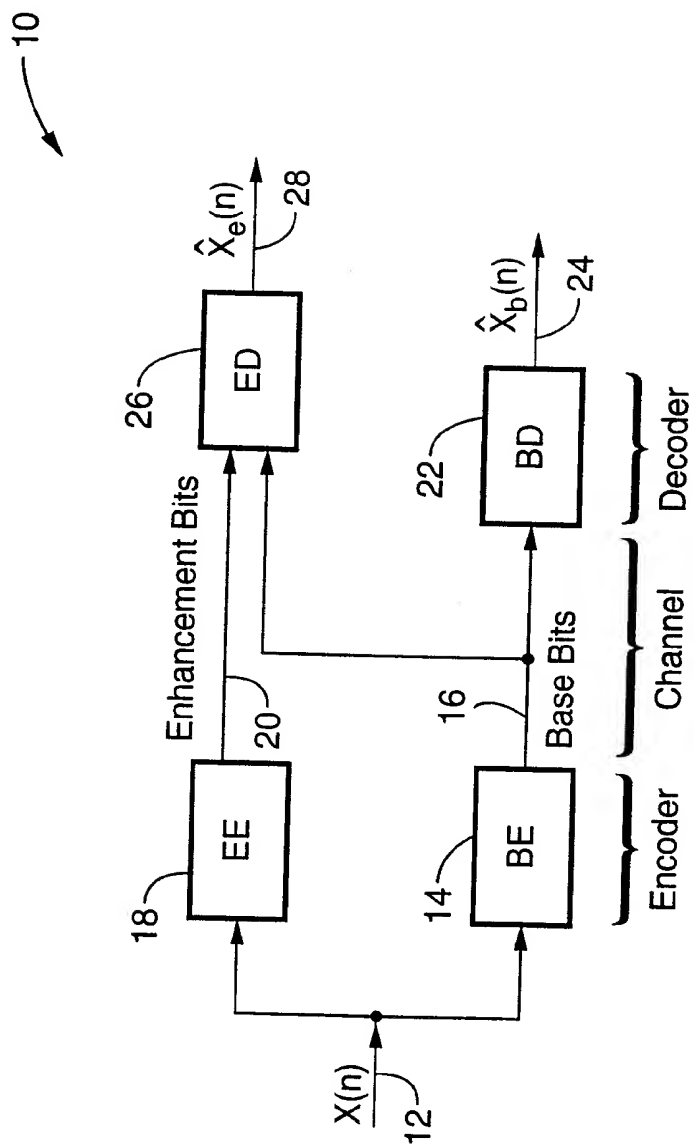 10
X(n)
12
18
EE
Enhancement Bits
20
26
ED
X̂e(n)
28
14
BE
16
Base Bits
22
BD
X̂b(n)
24
Encoder
Channel
Decoder